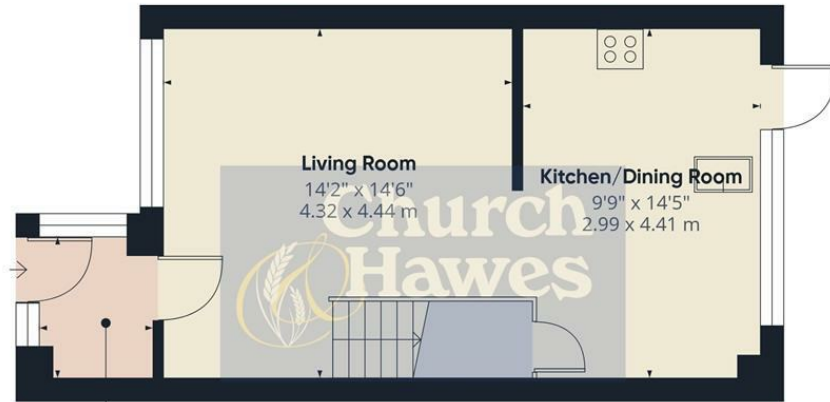 Living Room
14'2" x 14'6"
4.32 x 4.44 m
Kitchen/Dining Room
9'9" x 14'5"
2.99 x 4.41 m
Church
& Hawes